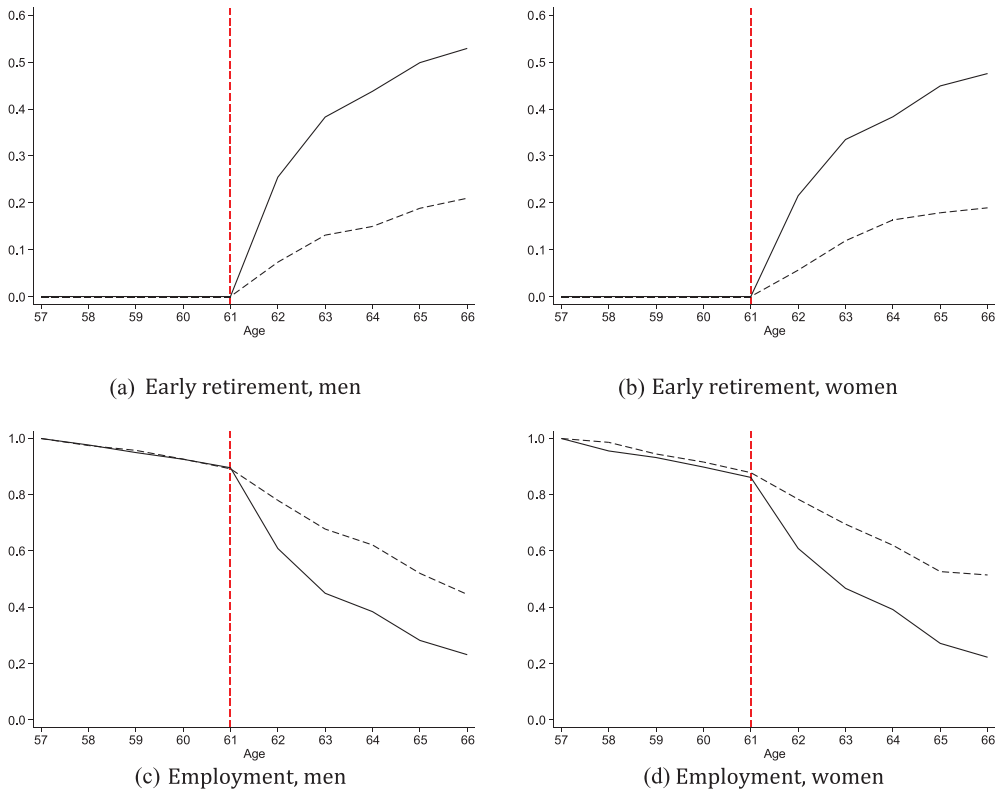 0.6 0.6
0.5 0.5
0.4 0.4
0.3 0.3
0.2 0.2
0.1 0.1
0.0 0.0
57 58 59 60 61 62 63 64 65 66 57 58 59 60 61 62 63 64 65 66
Age Age
(a) Early retirement, men (b) Early retirement, women
1.0 1.0
0.8 0.8
0.6 0.6
0.4 0.4
0.2 0.2
0.0 0.0
57 58 59 60 61 62 63 64 65 66 57 58 59 60 61 62 63 64 65 66
Age Age
(c) Employment, men (d) Employment, women